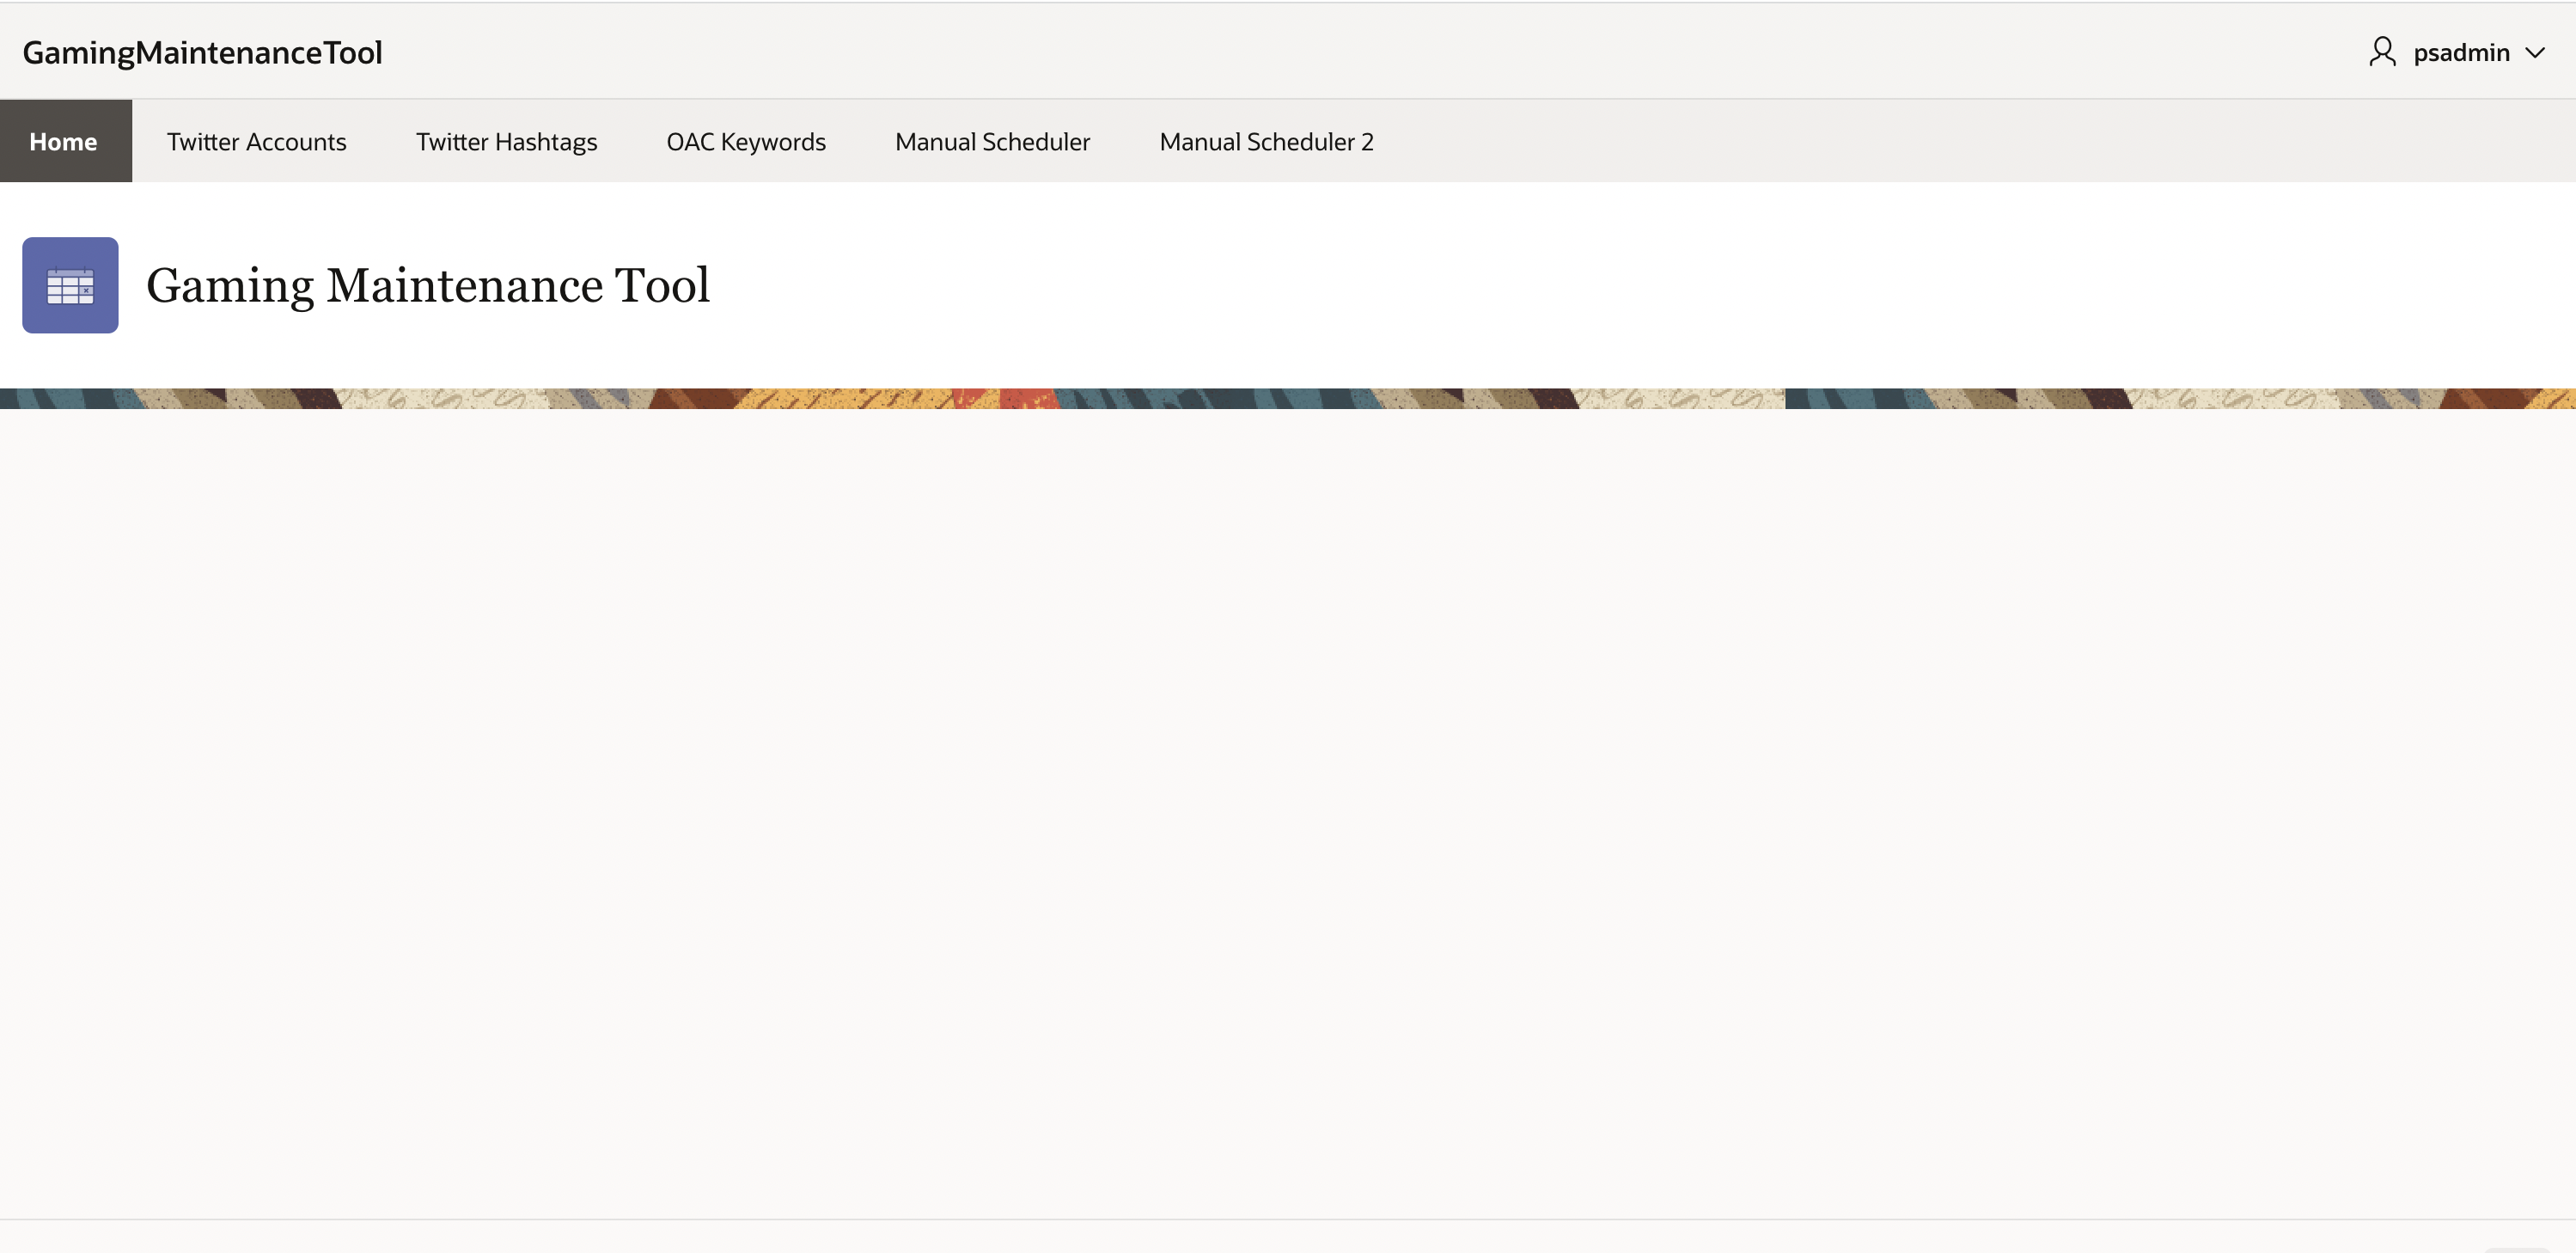 GamingMaintenanceTool
psadmin
Home
Twitter Accounts
Twitter Hashtags
OAC Keywords
Manual Scheduler
Manual Scheduler 2
Gaming Maintenance Tool